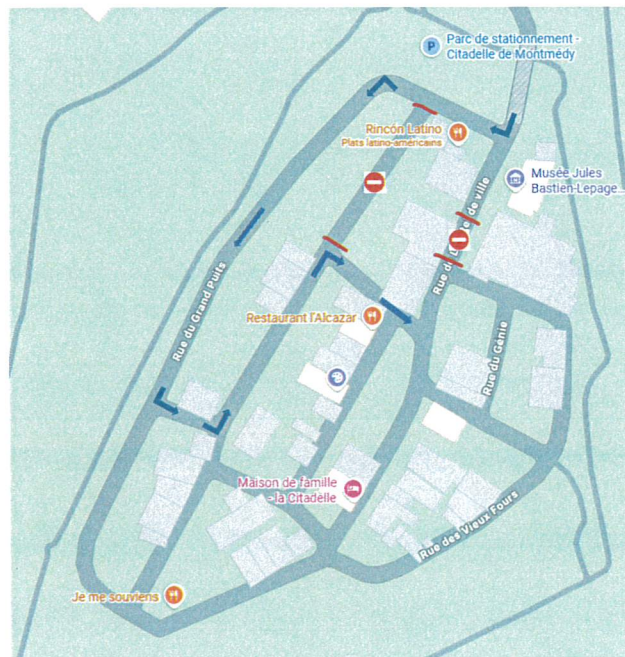 P
Parc de stationnement -
Citadelle de Montmédy
Rincón Latino
Plats latino-américains
Musée Jules
Bastien-Lepage...
Rue de de ville
Rue du Grand Puits
Restaurant l'Alcazar
Rue du Génie
Maison de famille
- la Citadelle
Rue des Vieux Fours
Je me souviens